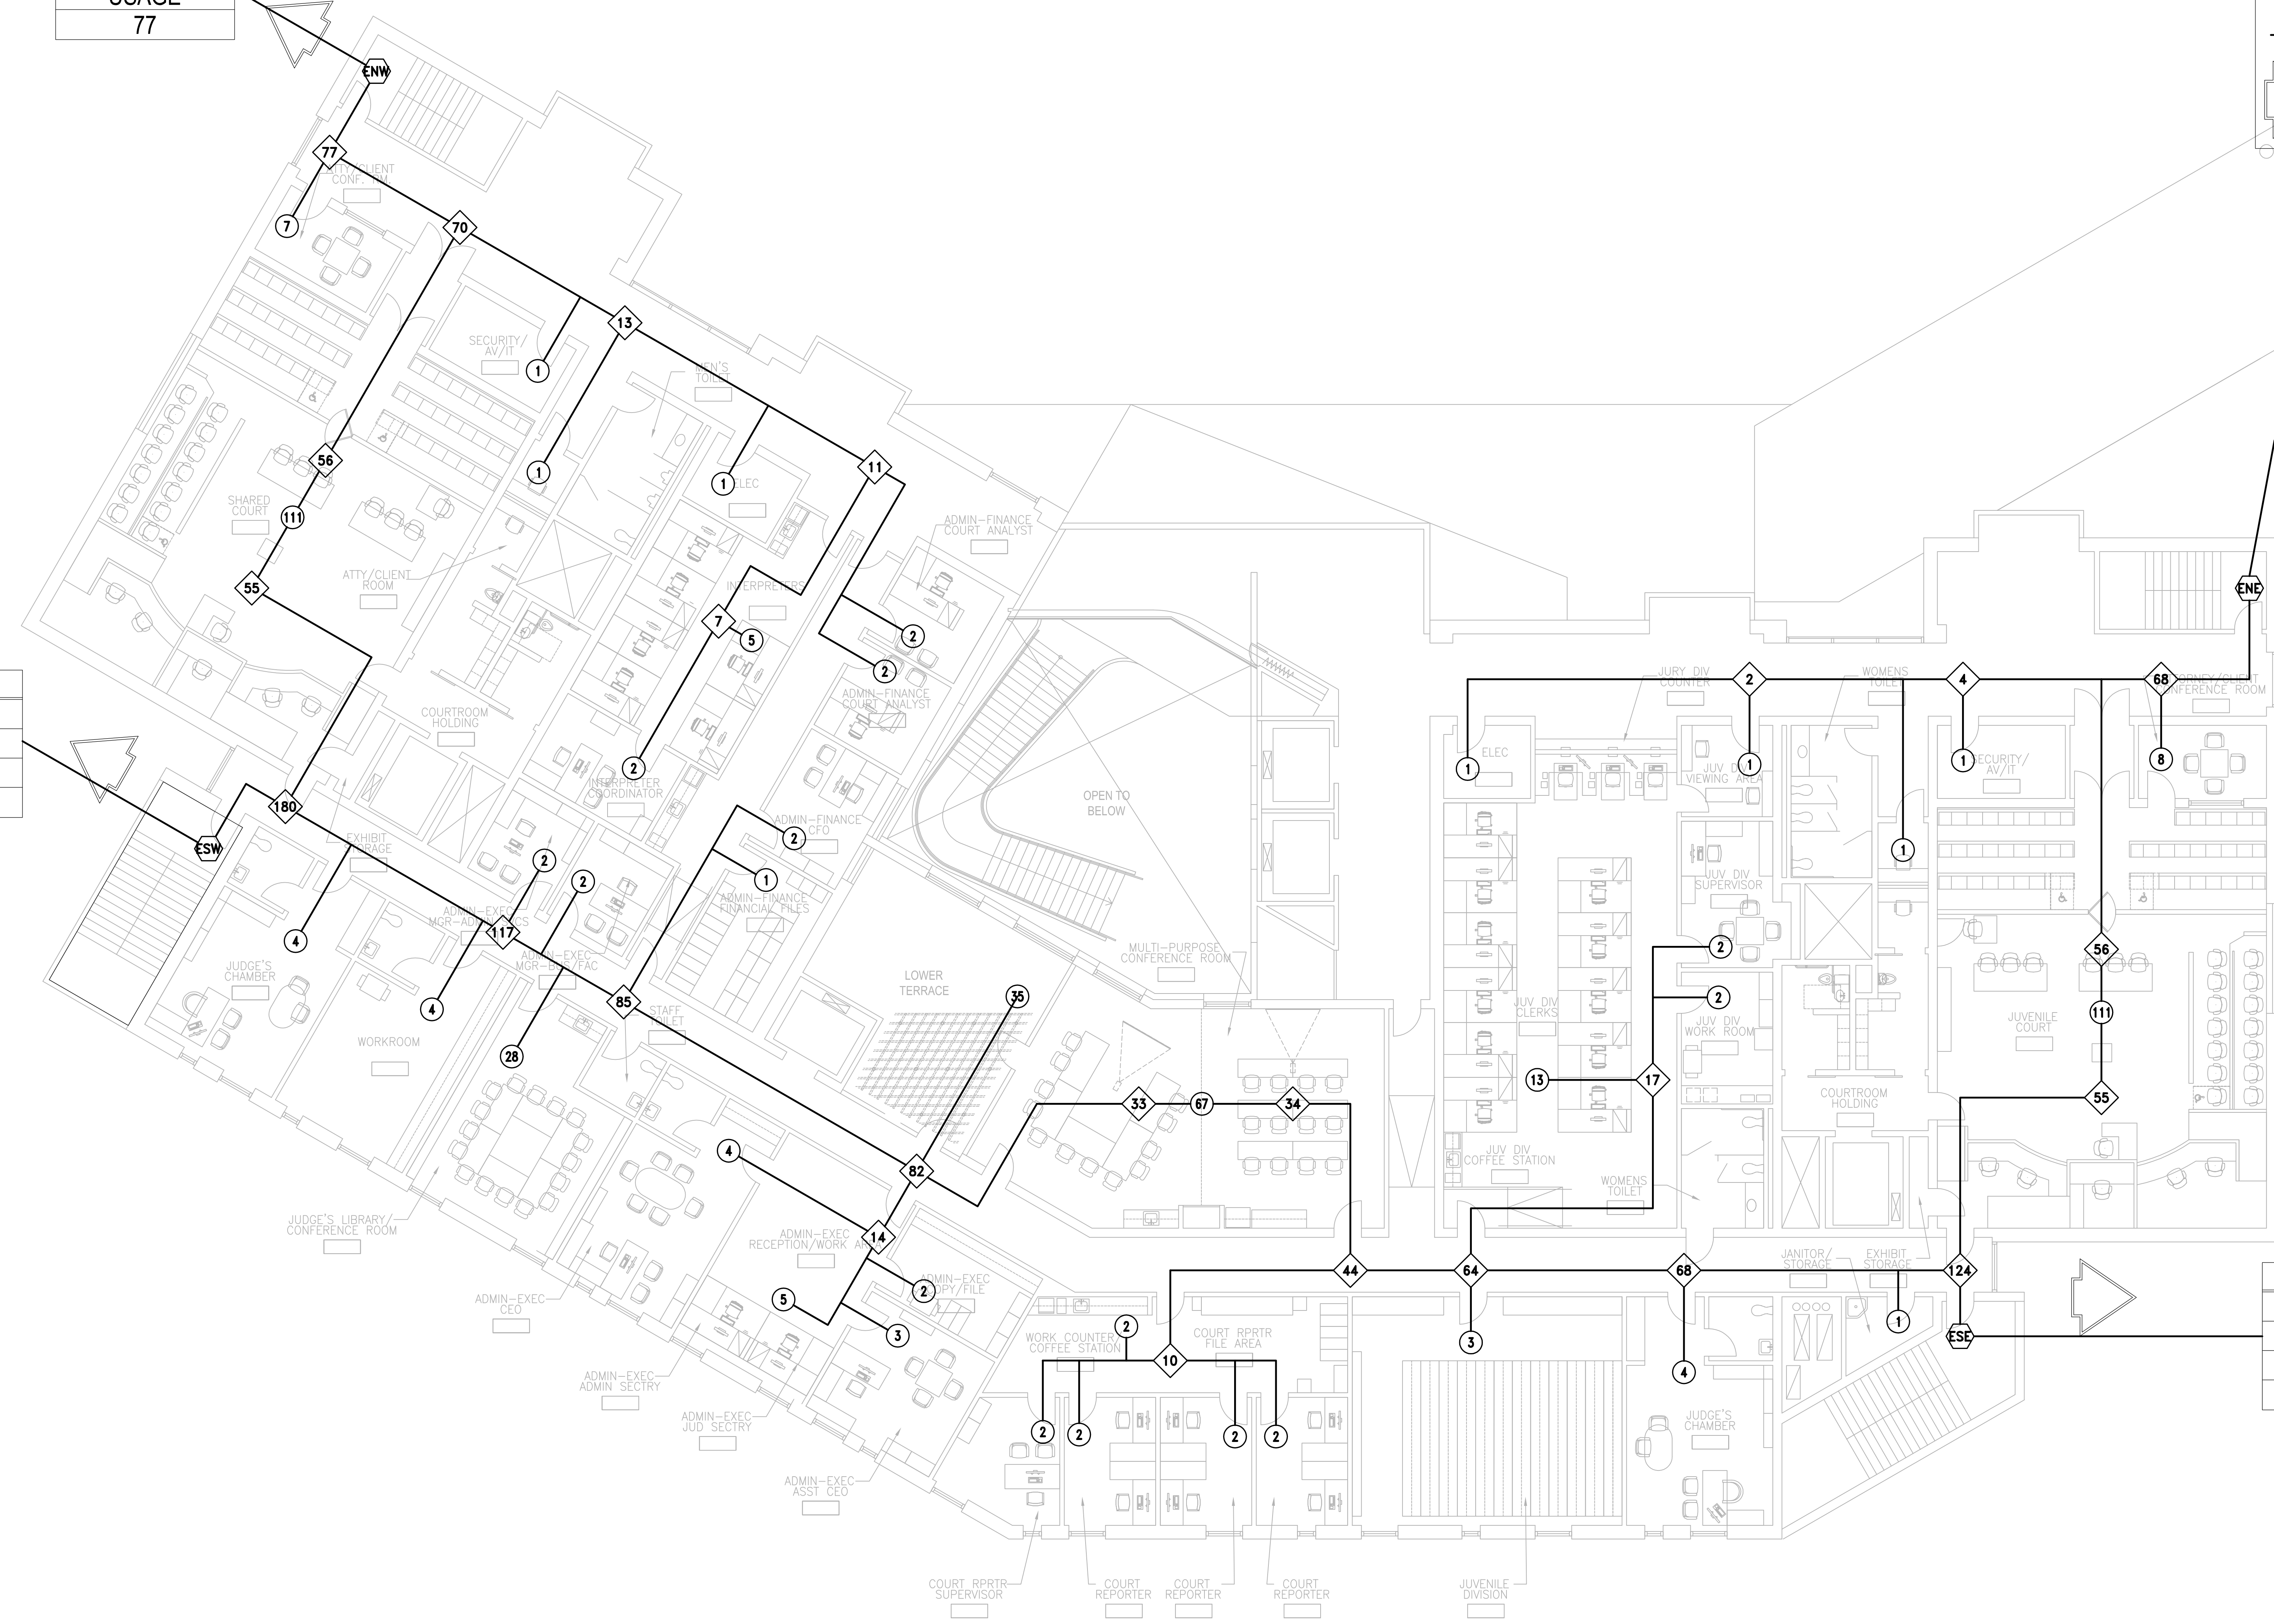 USAGE
77
ENW
77
ATTY/CLIENT
CONF. RM.
7
70
13
SECURITY/
AV/IT
1
MEN'S
TOILET
1
56
111
SHARED
COURT
55
ATTY/CLIENT
ROOM
1
ELEC
11
ADMIN-FINANCE
COURT ANALYST
INTERPRETERS
7
5
2
2
ADMIN-FINANCE
COURT ANALYST
COURTROOM
HOLDING
2
INTERPRETER
COORDINATOR
180
ESW
EXHIBIT
STORAGE
ADMIN-FINANCE
CFO
2
1
ADMIN-FINANCE
FINANCIAL FILES
2
2
ADMIN-EXEC
117
ADMIN-EXEC
MGR-BUS/FAC
4
4
JUDGE'S
CHAMBER
WORKROOM
28
85
STAFF
TOILET
OPEN TO
BELOW
LOWER
TERRACE
35
MULTI-PURPOSE
CONFERENCE ROOM
33
67
34
82
4
14
JUDGE'S LIBRARY/
CONFERENCE ROOM
ADMIN-EXEC
RECEPTION/WORK AREA
2
ADMIN-EXEC
COPY/FILE
5
3
ADMIN-EXEC
CEO
ADMIN-EXEC
ADMIN SECTRY
ADMIN-EXEC
JUD SECTRY
ADMIN-EXEC
ASST CEO
WORK COUNTER
COFFEE STATION
2
10
COURT RPRTR
FILE AREA
2
2
2
2
44
64
3
68
4
124
1
ESE
COURT RPRTR
SUPERVISOR
COURT
REPORTER
COURT
REPORTER
COURT
REPORTER
JUVENILE
DIVISION
JUDGE'S
CHAMBER
JANITOR/
STORAGE
EXHIBIT
STORAGE
ENE
JURY DIV
COUNTER
2
WOMENS
TOILET
4
68
ATTORNEY/CLIENT
CONFERENCE ROOM
1
ELEC
1
JUV DIV
VIEWING AREA
1
SECURITY/
AV/IT
8
1
JUV DIV
SUPERVISOR
2
2
JUV DIV
WORK ROOM
JUV DIV
CLERKS
13
17
JUV DIV
COFFEE STATION
WOMENS
TOILET
COURTROOM
HOLDING
56
111
JUVENILE
COURT
55